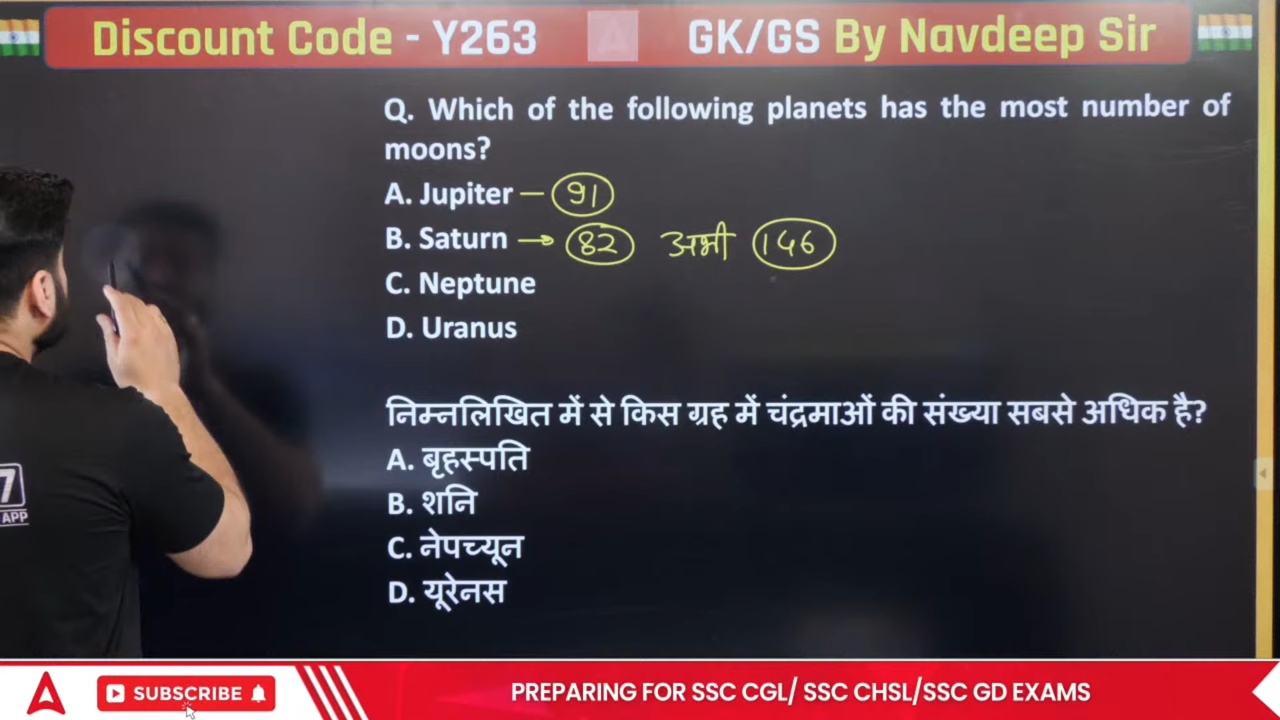 Discount Code - Y263 GK/GS By Navdeep Sir
Q. Which of the following planets has the most number of
moons?
A. Jupiter — 91
B. Saturn → 82 अभी 146
C. Neptune
D. Uranus
निम्नलिखित में से किस ग्रह में चंद्रमाओं की संख्या सबसे अधिक है?
A. बृहस्पति
B. शनि
C. नेपच्यून
D. यूरेनस
7
APP
SUBSCRIBE
PREPARING FOR SSC CGL/ SSC CHSL/SSC GD EXAMS